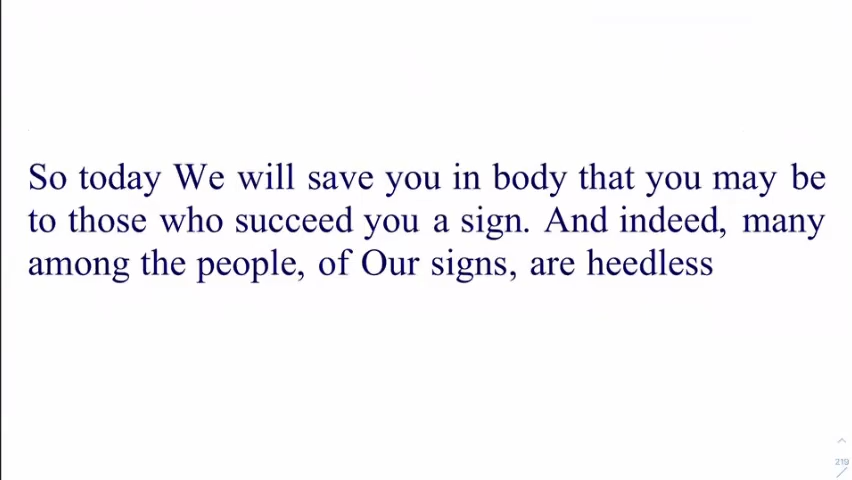 So today We will save you in body that you may be
to those who succeed you a sign. And indeed, many
among the people, of Our signs, are heedless
219